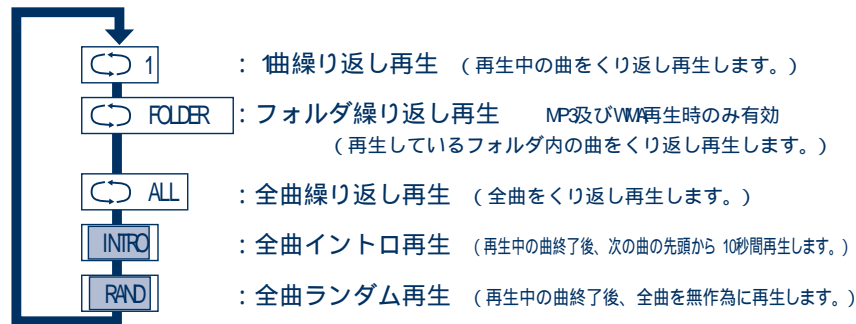 1 : 1曲繰り返し再生 (再生中の曲をくり返し再生します。)
FOLDER : フォルダ繰り返し再生 MP3及びWMA再生時のみ有効
(再生しているフォルダ内の曲をくり返し再生します。)
ALL : 全曲繰り返し再生 (全曲をくり返し再生します。)
INTRO : 全曲イントロ再生 (再生中の曲終了後、次の曲の先頭から 10秒間再生します。)
RAND : 全曲ランダム再生 (再生中の曲終了後、全曲を無作為に再生します。)